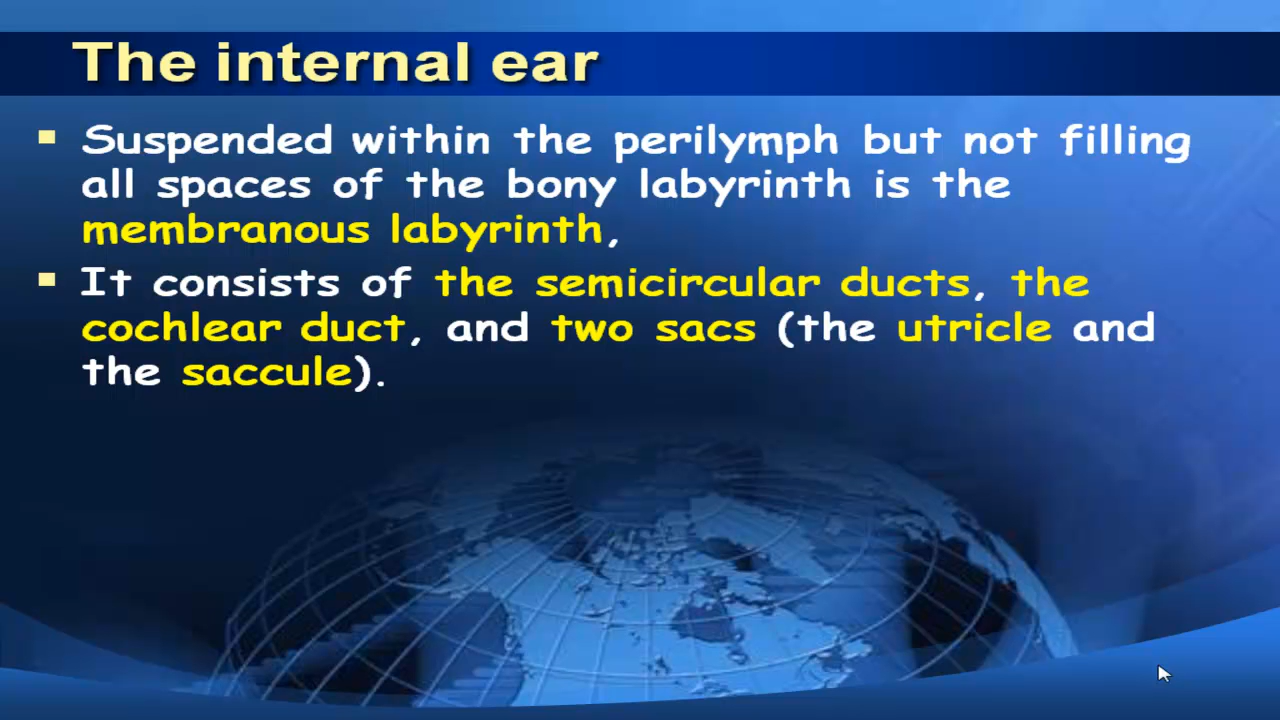 The internal ear
Suspended within the perilymph but not filling
all spaces of the bony labyrinth is the
membranous labyrinth,
It consists of the semicircular ducts, the
cochlear duct, and two sacs (the utricle and
the saccule).